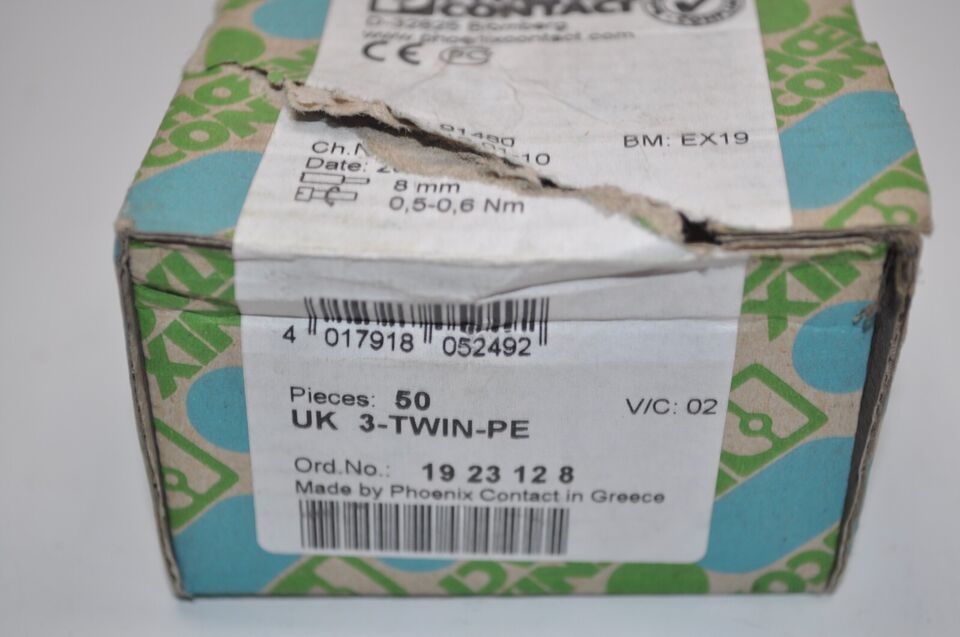 CONTACT
D-32825 Blomberg
www.phoenixcontact.com
CE
BM: EX19
Date:
8 mm
0,5-0,6 Nm
4 017918 052492
Pieces: 50
UK 3-TWIN-PE
V/C: 02
Ord.No.: 19 23 12 8
Made by Phoenix Contact in Greece